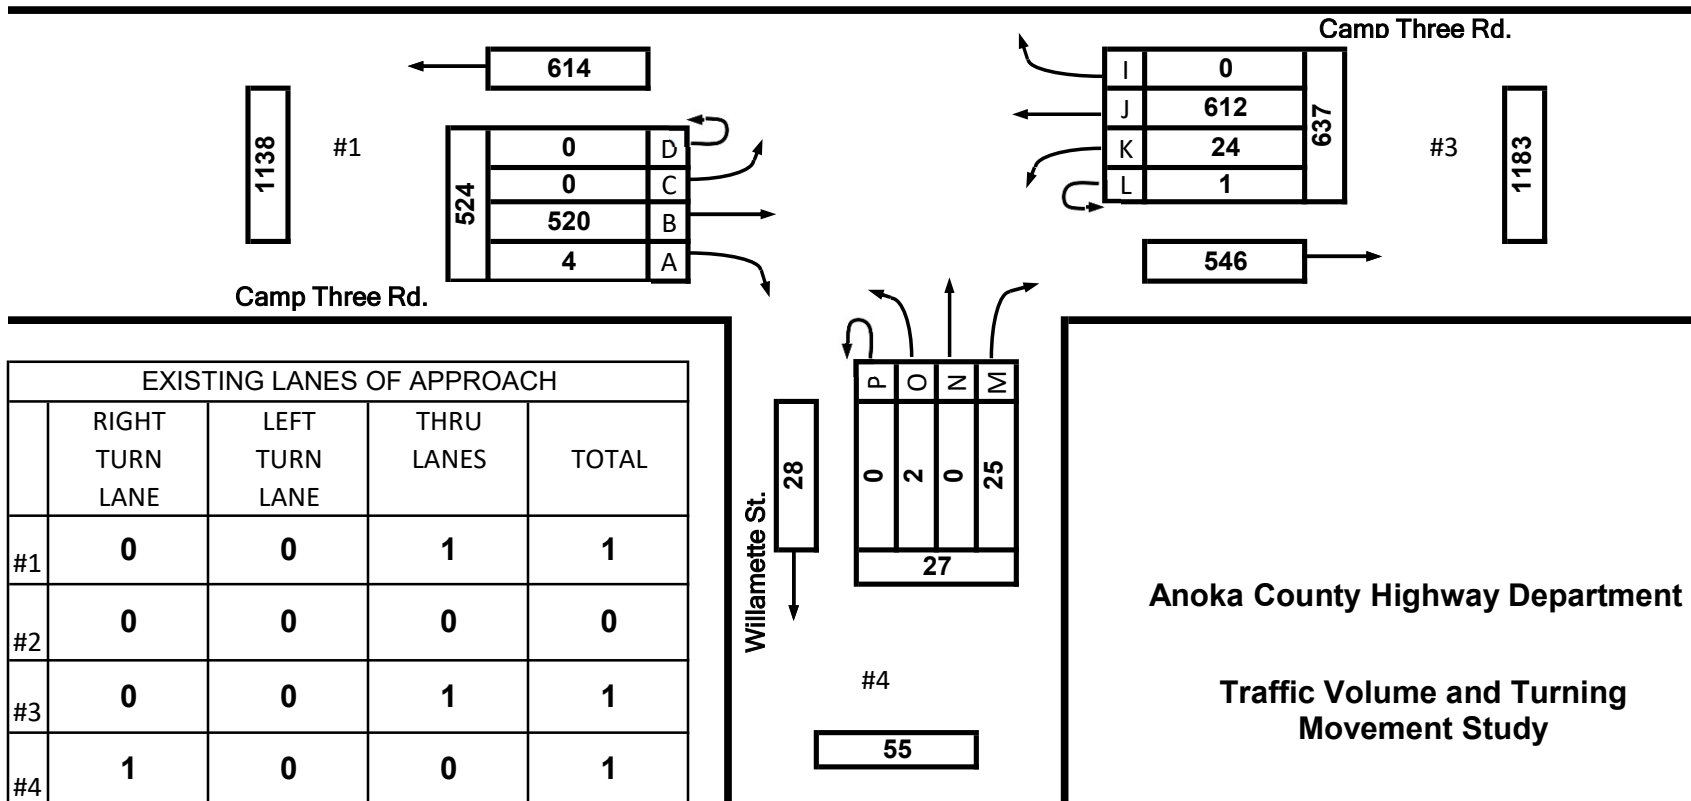 Camp Three Rd.
614
1138
#1
524
0 D
0 C
520 B
4 A
Camp Three Rd.
I 0
J 612
K 24
L 1
637
#3
1183
546
EXISTING LANES OF APPROACH
RIGHT TURN LANE
LEFT TURN LANE
THRU LANES
TOTAL
#1 0 0 1 1
#2 0 0 0 0
#3 0 0 1 1
#4 1 0 0 1
Willamette St.
28
P O N M
0 2 0 25
27
#4
55
Anoka County Highway Department
Traffic Volume and Turning
Movement Study